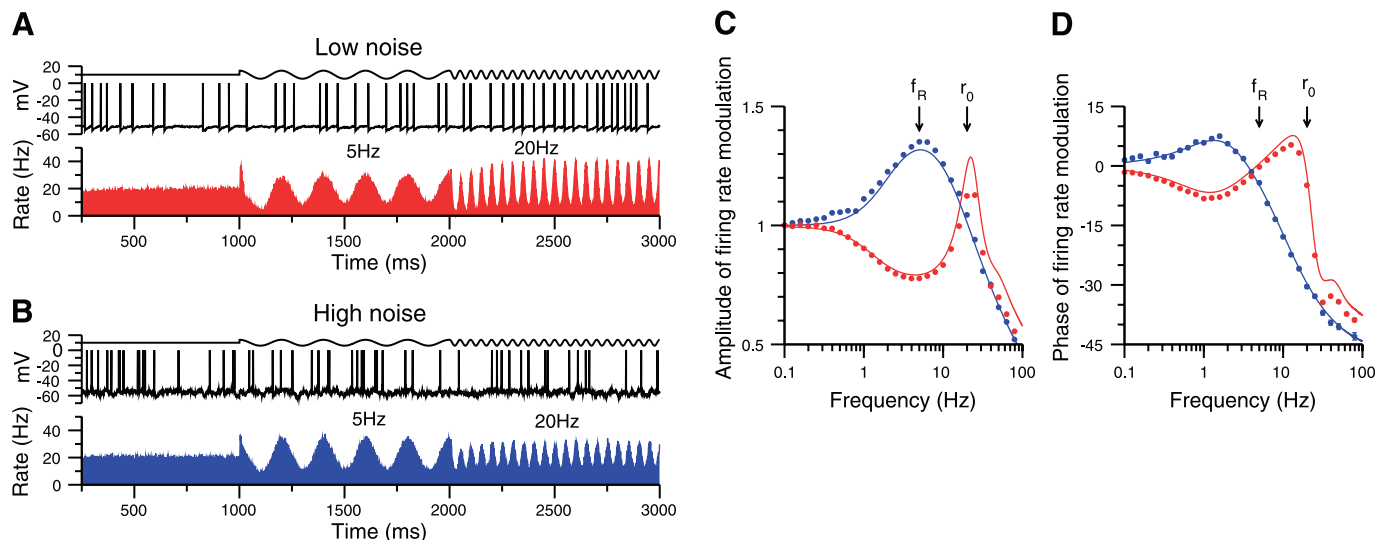 A
Low noise
20
0
-20
-40
-60
mV
5Hz
20Hz
40
20
0
Rate (Hz)
500 1000 1500 2000 2500 3000
Time (ms)
B
High noise
20
0
-20
-40
-60
mV
5Hz
20Hz
40
20
0
Rate (Hz)
500 1000 1500 2000 2500 3000
Time (ms)
C
Amplitude of firing rate modulation
fR
r0
1.5
1
0.5
0.1 1 10 100
Frequency (Hz)
D
Phase of firing rate modulation
fR
r0
15
0
-15
-30
-45
0.1 1 10 100
Frequency (Hz)